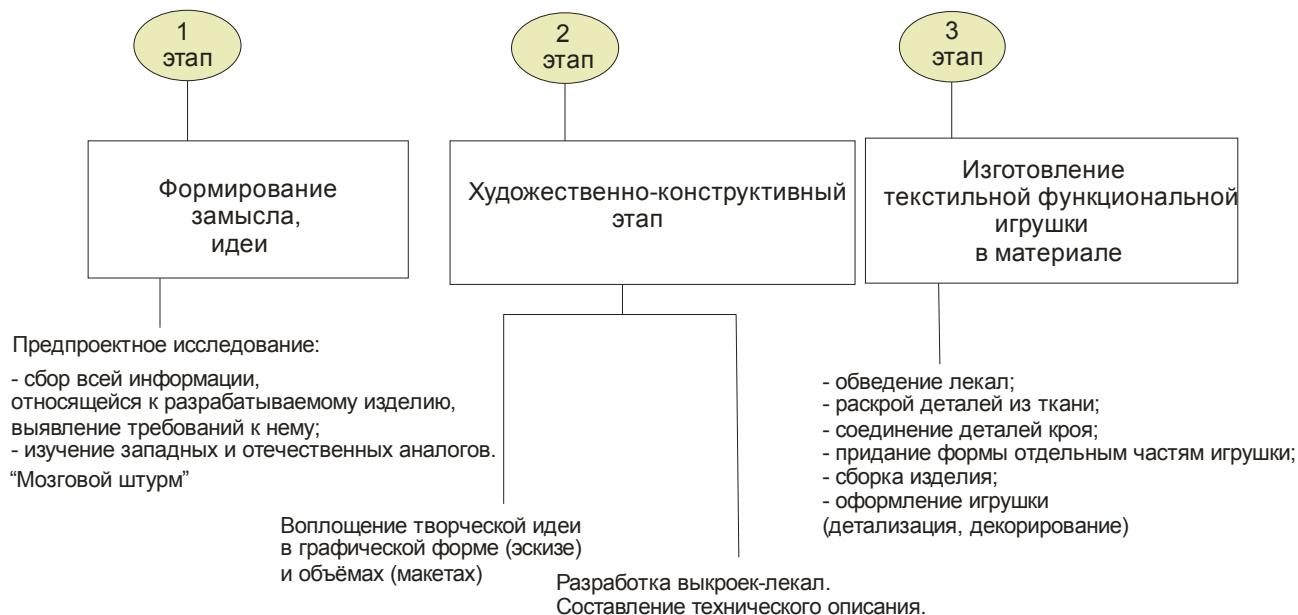 1
этап
Формирование
замысла,
идеи
Предпроектное исследование:
- сбор всей информации,
относящейся к разрабатываемому изделию,
выявление требований к нему;
- изучение западных и отечественных аналогов.
“Мозговой штурм”
2
этап
Художественно-конструктивный
этап
Воплощение творческой идеи
в графической форме (эскизе)
и объёмах (макетах)
Разработка выкроек-лекал.
Составление технического описания.
3
этап
Изготовление
текстильной функциональной
игрушки
в материале
- обведение лекал;
- раскрой деталей из ткани;
- соединение деталей кроя;
- придание формы отдельным частям игрушки;
- сборка изделия;
- оформление игрушки
(детализация, декорирование)